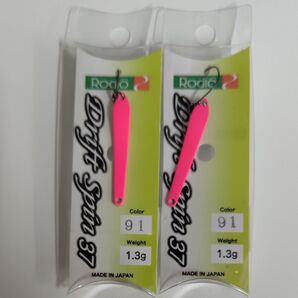 Rodio
Drift Spin 37
Color
91
Weight
1.3g
MADE IN JAPAN
Rodio
Drift Spin 37
Color
91
Weight
1.3g
MADE IN JAPAN